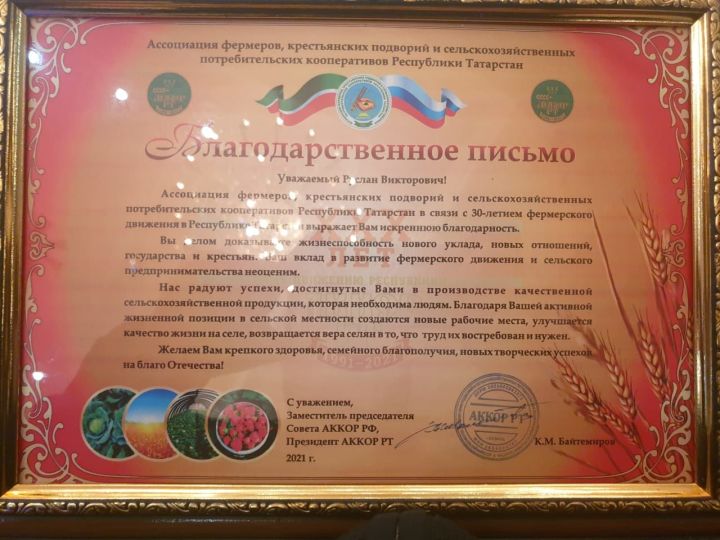 Ассоциация фермеров, крестьянских подворий и сельскохозяйственных
потребительских кооперативов Республики Татарстан
Благодарственное письмо
Уважаемый Руслан Викторович!
Ассоциация фермеров, крестьянских подворий и сельскохозяйственных
потребительских кооперативов Республики Татарстан в связи с 30-летием фермерского
движения в Республике Татарстан выражает Вам искреннюю благодарность.
Вы делом доказываете жизнеспособность нового уклада, новых отношений,
государства и крестьян. Ваш вклад в развитие фермерского движения и сельского
предпринимательства неоценим.
Нас радуют успехи, достигнутые Вами в производстве качественной
сельскохозяйственной продукции, которая необходима людям. Благодаря Вашей активной
жизненной позиции в сельской местности создаются новые рабочие места, улучшается
качество жизни на селе, возвращается вера селян в то, что труд их востребован и нужен.
Желаем Вам крепкого здоровья, семейного благополучия, новых творческих успехов
на благо Отечества!
С уважением,
Заместитель председателя
Совета АККОР РФ,
Президент АККОР РТ
АККОР РТ
К.М. Байтемиров
2021 г.